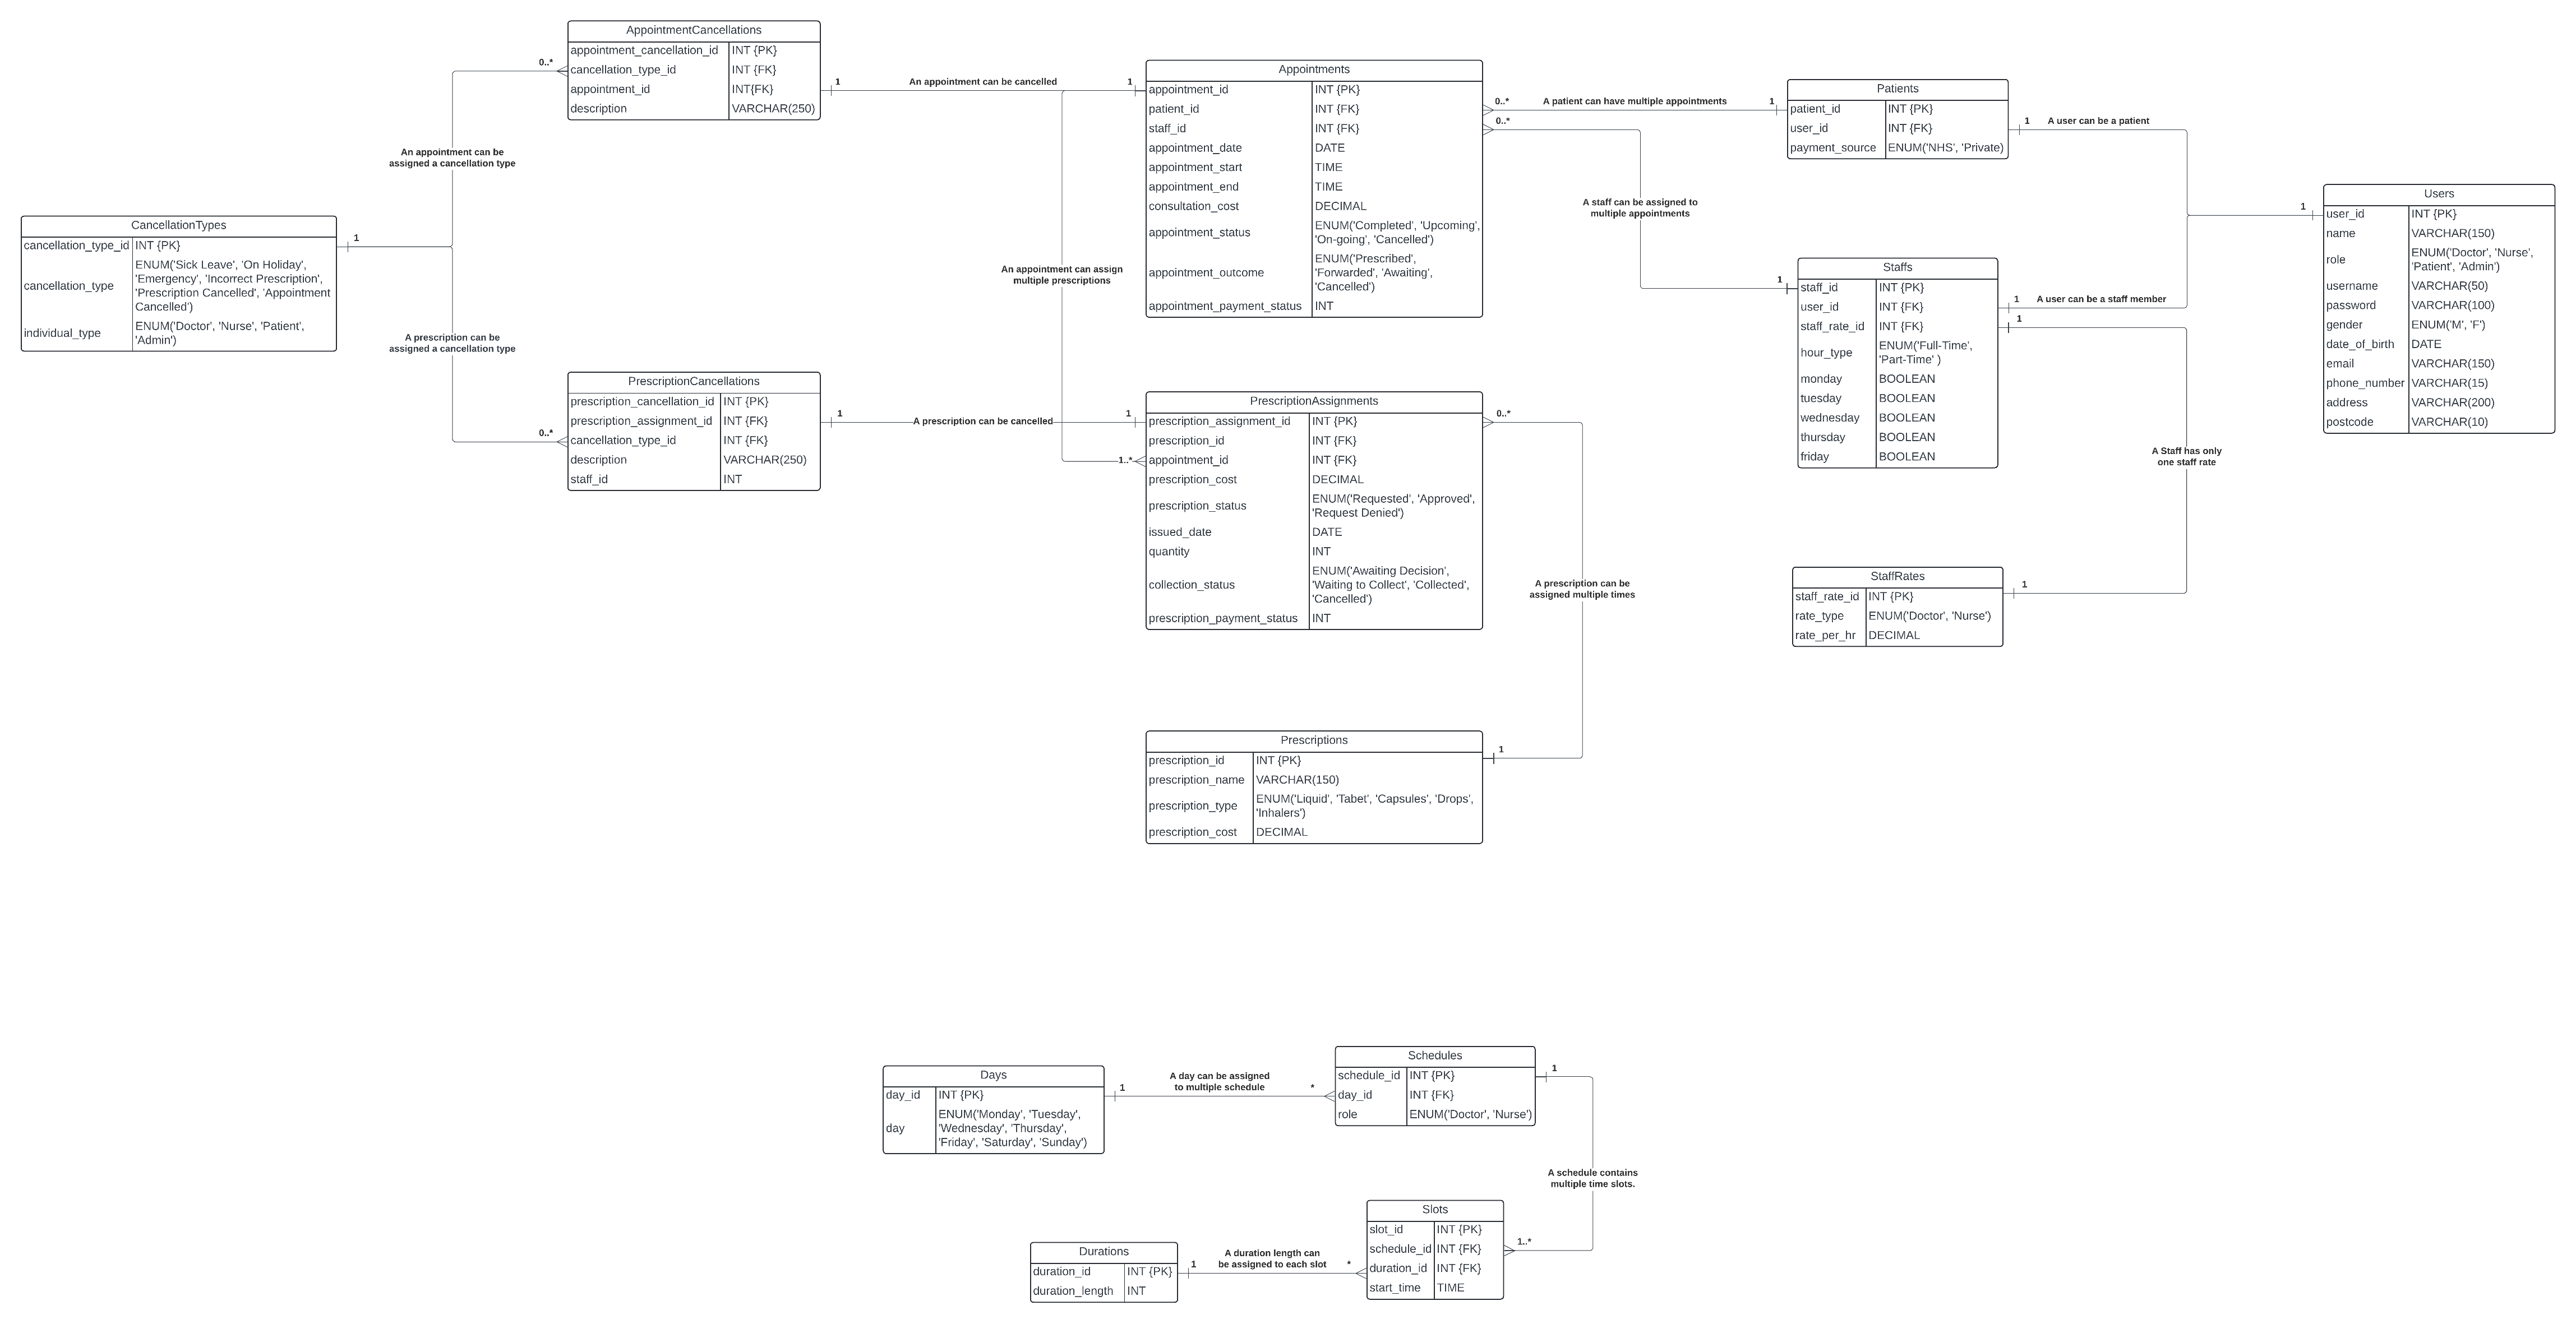 AppointmentCancellations
appointment_cancellation_id INT {PK}
cancellation_type_id INT {FK}
appointment_id INT{FK}
description VARCHAR(250)
0..*
1 An appointment can be cancelled 1
An appointment can be
assigned a cancellation type
CancellationTypes
cancellation_type_id INT {PK}
cancellation_type
ENUM('Sick Leave', 'On Holiday',
'Emergency', 'Incorrect Prescription',
'Prescription Cancelled', 'Appointment
Cancelled')
individual_type
ENUM('Doctor', 'Nurse', 'Patient',
'Admin')
1
A prescription can be
assigned a cancellation type
0..*
PrescriptionCancellations
prescription_cancellation_id INT {PK}
prescription_assignment_id INT {FK}
cancellation_type_id INT {FK}
description VARCHAR(250)
staff_id INT
1 A prescription can be cancelled 1
An appointment can assign
multiple prescriptions
1..*
Appointments
appointment_id INT {PK}
patient_id INT {FK}
staff_id INT {FK}
appointment_date DATE
appointment_start TIME
appointment_end TIME
consultation_cost DECIMAL
appointment_status
ENUM('Completed', 'Upcoming',
'On-going', 'Cancelled')
appointment_outcome
ENUM('Prescribed',
'Forwarded', 'Awaiting',
'Cancelled')
appointment_payment_status INT
0..* A patient can have multiple appointments 1
0..*
A staff can be assigned to
multiple appointments
1
Patients
patient_id INT {PK}
user_id INT {FK}
payment_source ENUM('NHS', 'Private)
1 A user can be a patient
1
Users
user_id INT {PK}
name VARCHAR(150)
role
ENUM('Doctor', 'Nurse',
'Patient', 'Admin')
username VARCHAR(50)
password VARCHAR(100)
gender ENUM('M', 'F')
date_of_birth DATE
email VARCHAR(150)
phone_number VARCHAR(15)
address VARCHAR(200)
postcode VARCHAR(10)
Staffs
staff_id INT {PK}
user_id INT {FK}
staff_rate_id INT {FK}
hour_type
ENUM('Full-Time',
'Part-Time' )
monday BOOLEAN
tuesday BOOLEAN
wednesday BOOLEAN
thursday BOOLEAN
friday BOOLEAN
1 A user can be a staff member
1
A Staff has only
one staff rate
StaffRates
staff_rate_id INT {PK}
rate_type ENUM('Doctor', 'Nurse')
rate_per_hr DECIMAL
1
PrescriptionAssignments
prescription_assignment_id INT {PK}
prescription_id INT {FK}
appointment_id INT {FK}
prescription_cost DECIMAL
prescription_status
ENUM('Requested', 'Approved',
'Request Denied')
issued_date DATE
quantity INT
collection_status
ENUM('Awaiting Decision',
'Waiting to Collect', 'Collected',
'Cancelled')
prescription_payment_status INT
0..*
A prescription can be
assigned multiple times
1
Prescriptions
prescription_id INT {PK}
prescription_name VARCHAR(150)
prescription_type
ENUM('Liquid', 'Tabet', 'Capsules', 'Drops',
'Inhalers')
prescription_cost DECIMAL
Days
day_id INT {PK}
day
ENUM('Monday', 'Tuesday',
'Wednesday', 'Thursday',
'Friday', 'Saturday', 'Sunday')
1
A day can be assigned
to multiple schedule
*
Schedules
schedule_id INT {PK}
day_id INT {FK}
role ENUM('Doctor', 'Nurse')
1
A schedule contains
multiple time slots.
1..*
Slots
slot_id INT {PK}
schedule_id INT {FK}
duration_id INT {FK}
start_time TIME
Durations
duration_id INT {PK}
duration_length INT
1
A duration length can
be assigned to each slot
*